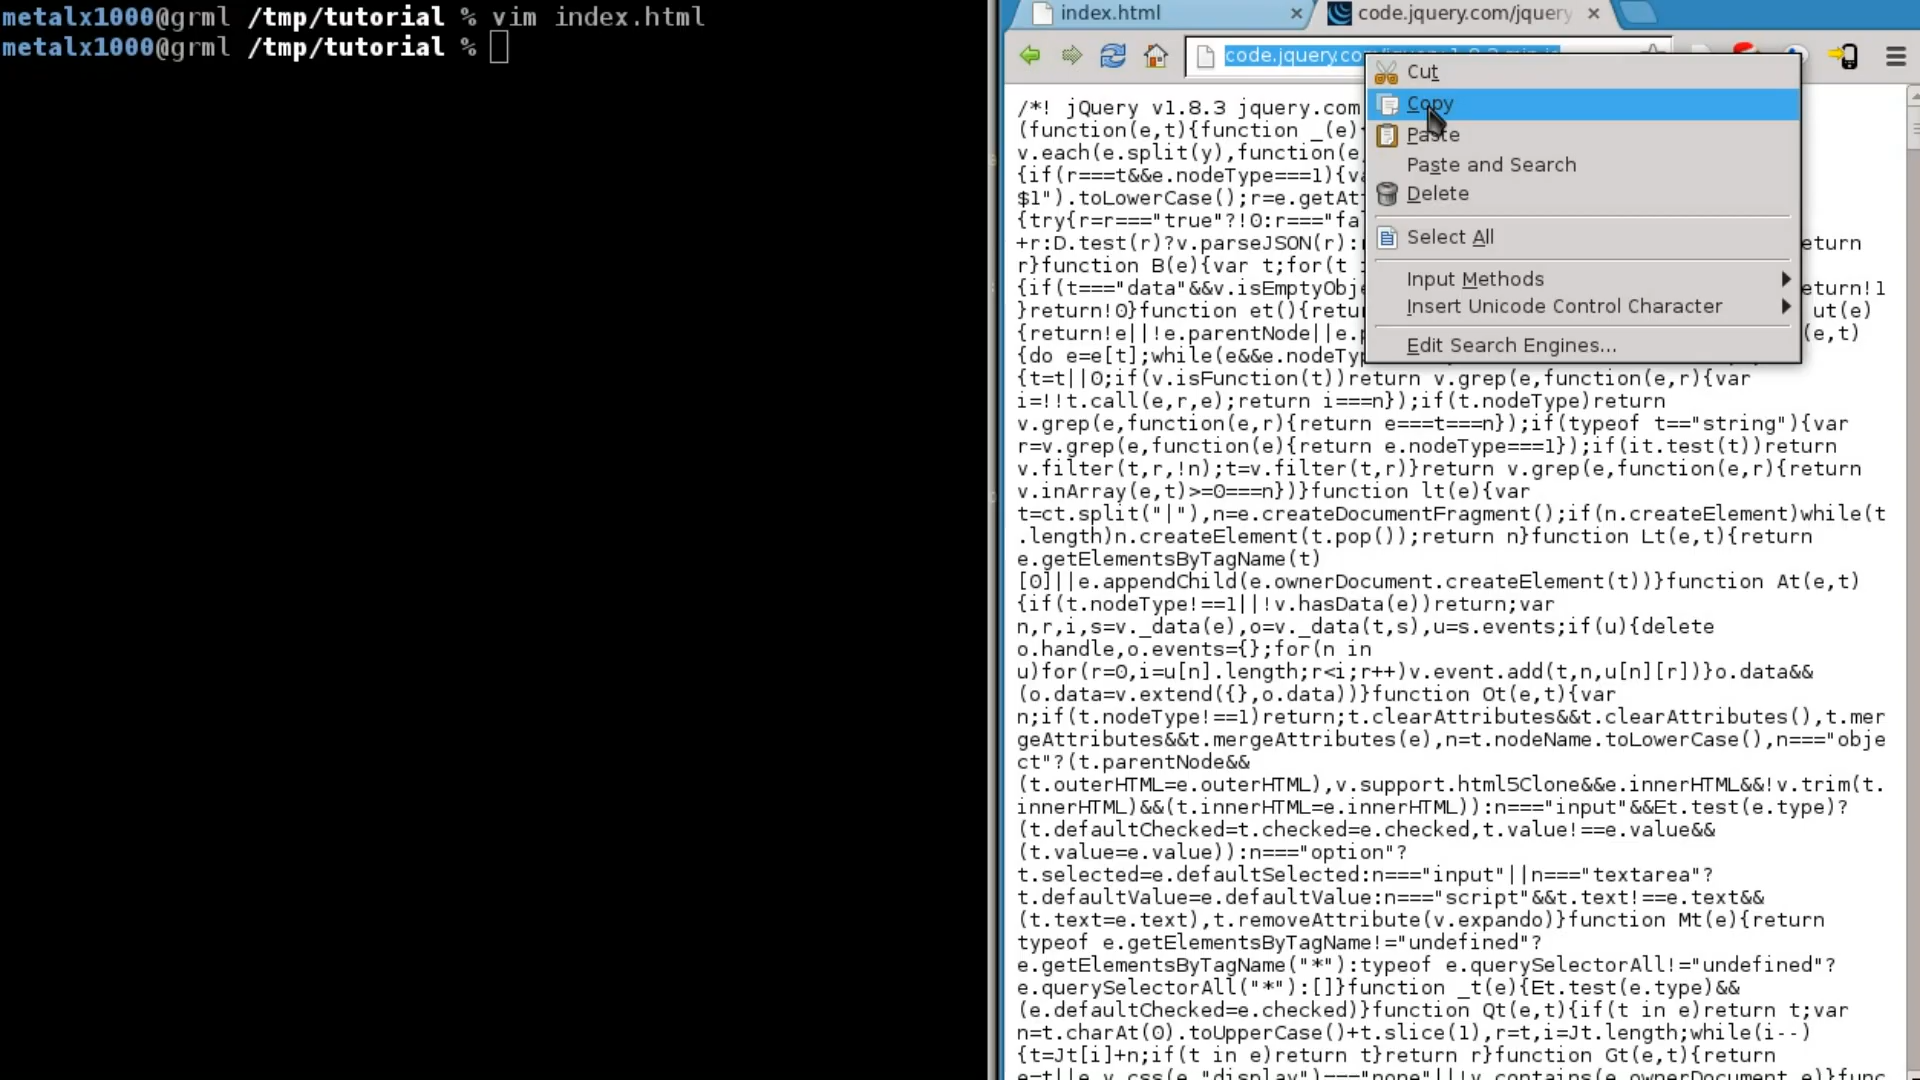 metalx1000@grml /tmp/tutorial % vim index.html
metalx1000@grml /tmp/tutorial %
index.html
code.jquery.com/jquery
code.jquery.co
Cut
Copy
Paste
Paste and Search
Delete
Select All
Input Methods
Insert Unicode Control Character
Edit Search Engines...
/*! jQuery v1.8.3 jquery.com
(function(e,t){function _(e)
v.each(e.split(y),function(e,
{if(r===t&&e.nodeType===1){va
$1").toLowerCase();r=e.getAt
{try{r=r==="true"?!0:r==="fa
+r:D.test(r)?v.parseJSON(r): eturn
r}function B(e){var t;for(t i
{if(t==="data"&&v.isEmptyObje eturn!1
}return!0}function et(){retu ut(e)
{return!e||!e.parentNode||e.p (e,t)
{do e=e[t];while(e&&e.nodeTyp
{t=t||0;if(v.isFunction(t))return v.grep(e,function(e,r){var
i=!!t.call(e,r,e);return i===n});if(t.nodeType)return
v.grep(e,function(e,r){return e===t===n});if(typeof t=="string"){var
r=v.grep(e,function(e){return e.nodeType===1});if(it.test(t))return
v.filter(t,r,!n);t=v.filter(t,r)}return v.grep(e,function(e,r){return
v.inArray(e,t)>=0===n})}function lt(e){var
t=ct.split("|"),n=e.createDocumentFragment();if(n.createElement)while(t
.length)n.createElement(t.pop());return n}function Lt(e,t){return
e.getElementsByTagName(t)
[0]||e.appendChild(e.ownerDocument.createElement(t))}function At(e,t)
{if(t.nodeType!==1||!v.hasData(e))return;var
n,r,i,s=v._data(e),o=v._data(t,s),u=s.events;if(u){delete
o.handle,o.events={};for(n in
u)for(r=0,i=u[n].length;r<i;r++)v.event.add(t,n,u[n][r])}o.data&&
(o.data=v.extend({},o.data))}function Ot(e,t){var
n;if(t.nodeType!==1)return;t.clearAttributes&&t.clearAttributes(),t.mer
geAttributes&&t.mergeAttributes(e),n=t.nodeName.toLowerCase(),n==="obje
ct"?(t.parentNode&&
(t.outerHTML=e.outerHTML),v.support.html5Clone&&e.innerHTML&&!v.trim(t.
innerHTML)&&(t.innerHTML=e.innerHTML)):n==="input"&&Et.test(e.type)?
(t.defaultChecked=t.checked=e.checked,t.value!==e.value&&
(t.value=e.value)):n==="option"?
t.selected=e.defaultSelected:n==="input"||n==="textarea"?
t.defaultValue=e.defaultValue:n==="script"&&t.text!==e.text&&
(t.text=e.text),t.removeAttribute(v.expando)}function Mt(e){return
typeof e.getElementsByTagName!="undefined"?
e.getElementsByTagName("*"):typeof e.querySelectorAll!="undefined"?
e.querySelectorAll("*"):[]}function _t(e){Et.test(e.type)&&
(e.defaultChecked=e.checked)}function Qt(e,t){if(t in e)return t;var
n=t.charAt(0).toUpperCase()+t.slice(1),r=t,i=Jt.length;while(i--)
{t=Jt[i]+n;if(t in e)return t}return r}function Gt(e,t){return
e=t||e,v.css(e,"display")==="none"||!v.contains(e.ownerDocument,e)}func